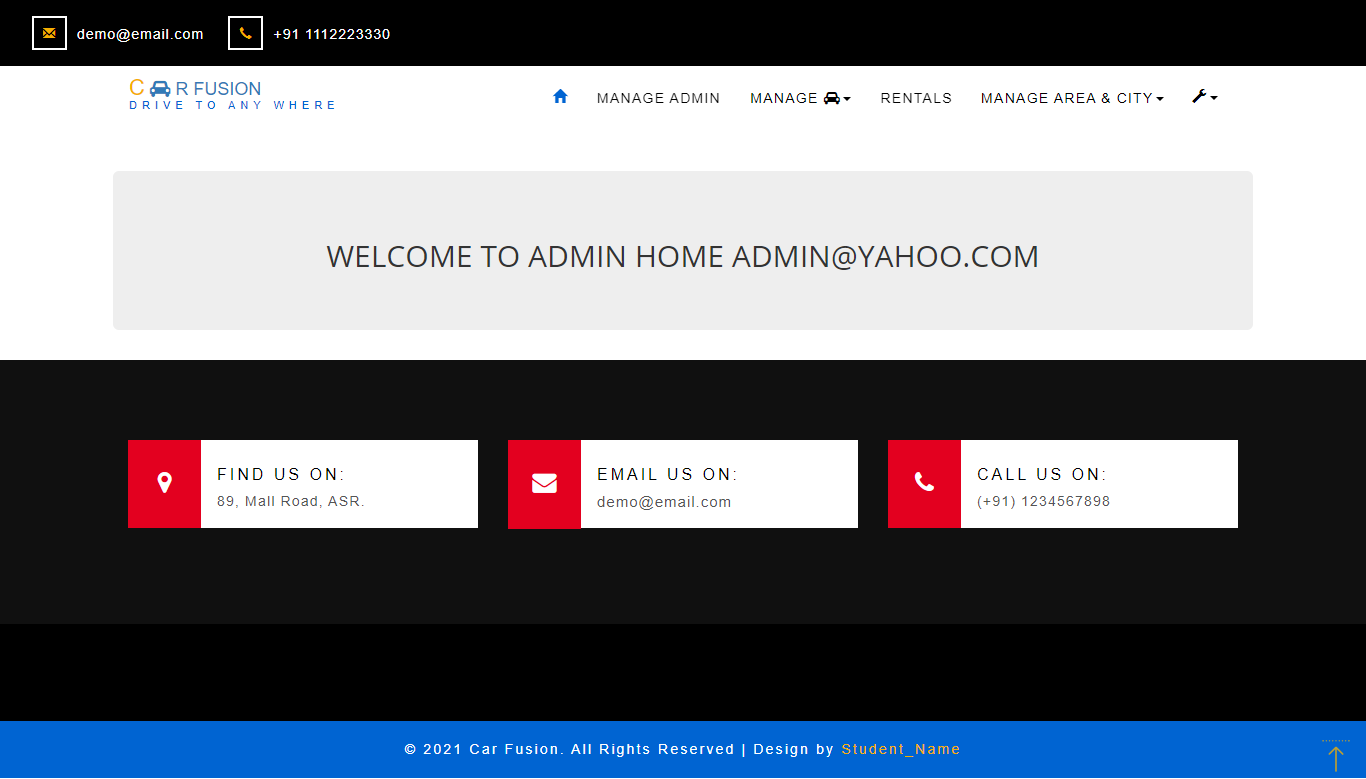 demo@email.com +91 1112223330
C R FUSION
DRIVE TO ANY WHERE
MANAGE ADMIN MANAGE RENTALS MANAGE AREA & CITY
WELCOME TO ADMIN HOME ADMIN@YAHOO.COM
FIND US ON:
89, Mall Road, ASR.
EMAIL US ON:
demo@email.com
CALL US ON:
(+91) 1234567898
© 2021 Car Fusion. All Rights Reserved | Design by Student_Name